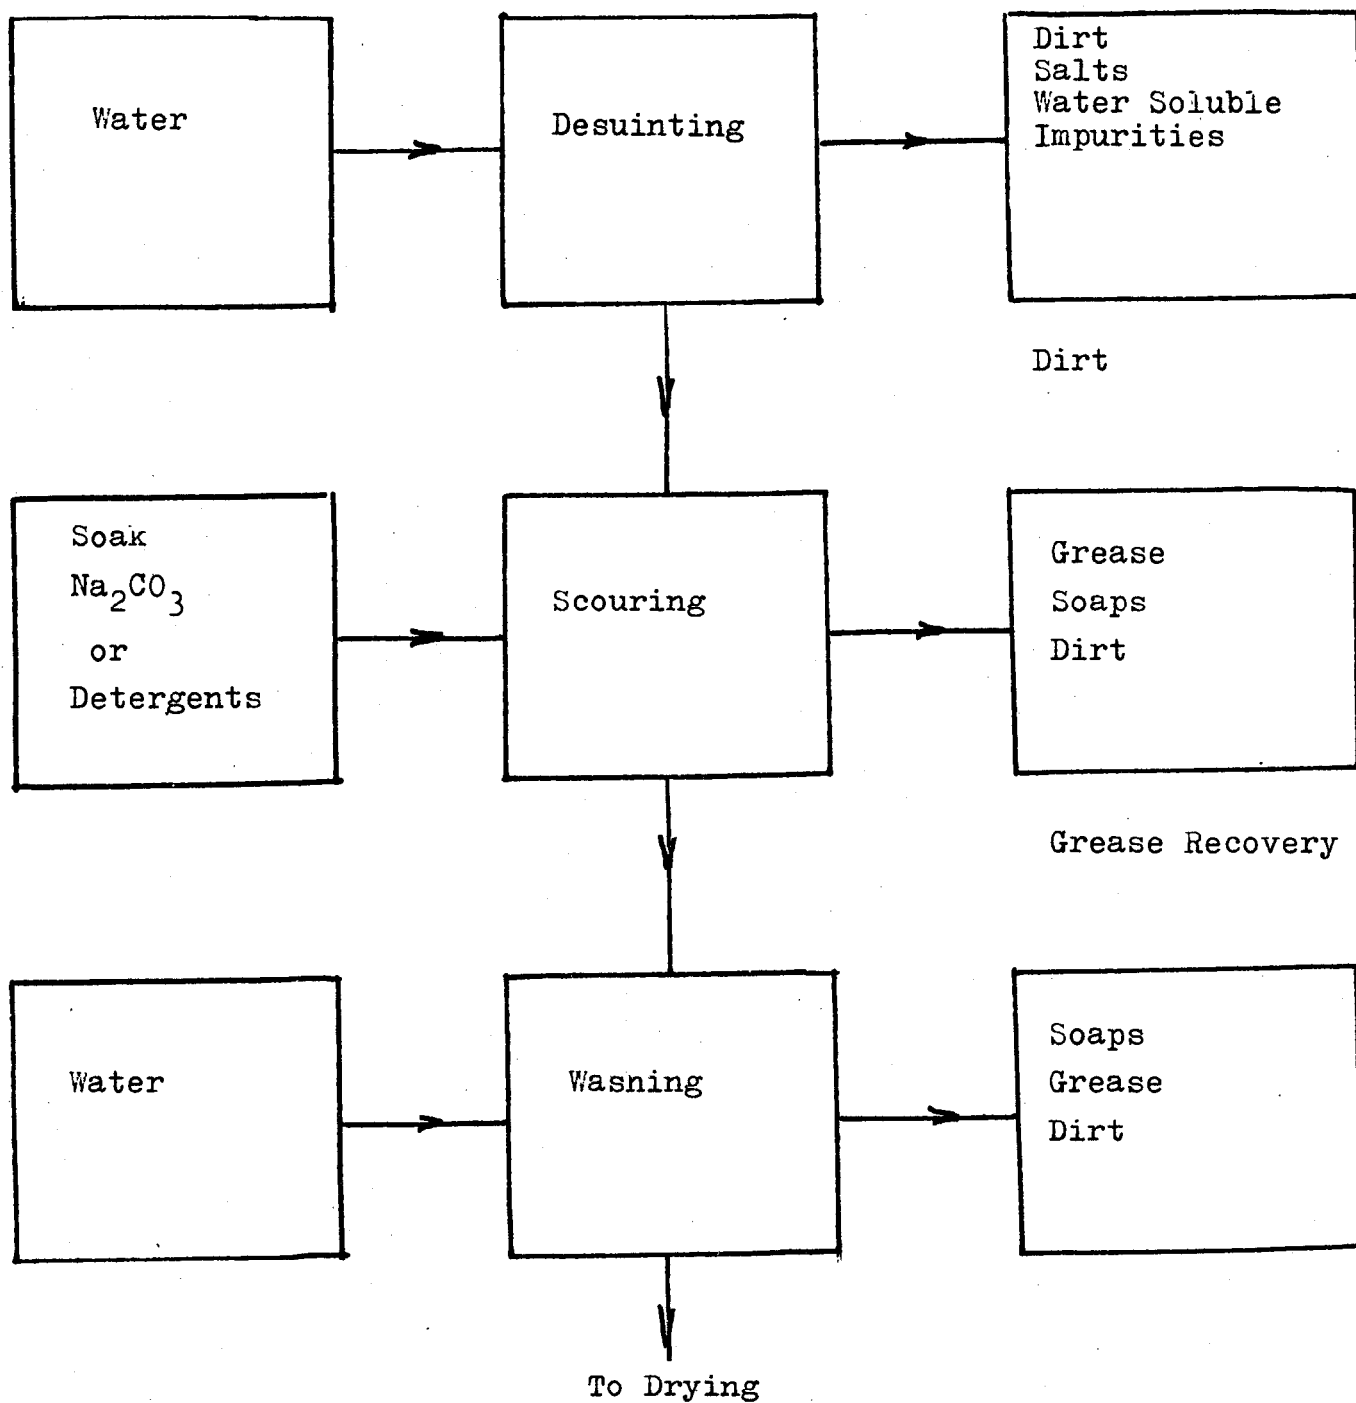 Water
Desuinting
Dirt
Salts
Water Soluble
Impurities
Dirt
Soak
Na₂CO₃
or
Detergents
Scouring
Grease
Soaps
Dirt
Grease Recovery
Water
Wasning
Soaps
Grease
Dirt
To Drying